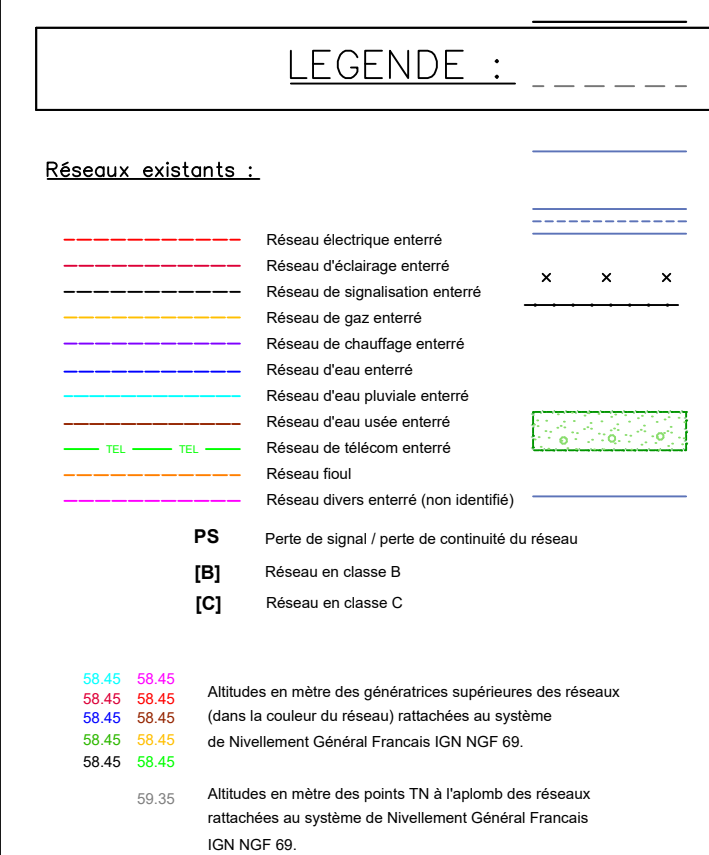 LEGENDE :
Réseaux existants :
Réseau électrique enterré
Réseau d'éclairage enterré
Réseau de signalisation enterré
Réseau de gaz enterré
Réseau de chauffage enterré
Réseau d'eau enterré
Réseau d'eau pluviale enterré
Réseau d'eau usée enterré
TEL TEL Réseau de télécom enterré
Réseau fioul
Réseau divers enterré (non identifié)
PS Perte de signal / perte de continuité du réseau
[B] Réseau en classe B
[C] Réseau en classe C
58.45 58.45
58.45 58.45
58.45 58.45
58.45 58.45
58.45 58.45
Altitudes en mètre des génératrices supérieures des réseaux
(dans la couleur du réseau) rattachées au système
de Nivellement Général Francais IGN NGF 69.
59.35
Altitudes en mètre des points TN à l'aplomb des réseaux
rattachées au système de Nivellement Général Francais
IGN NGF 69.